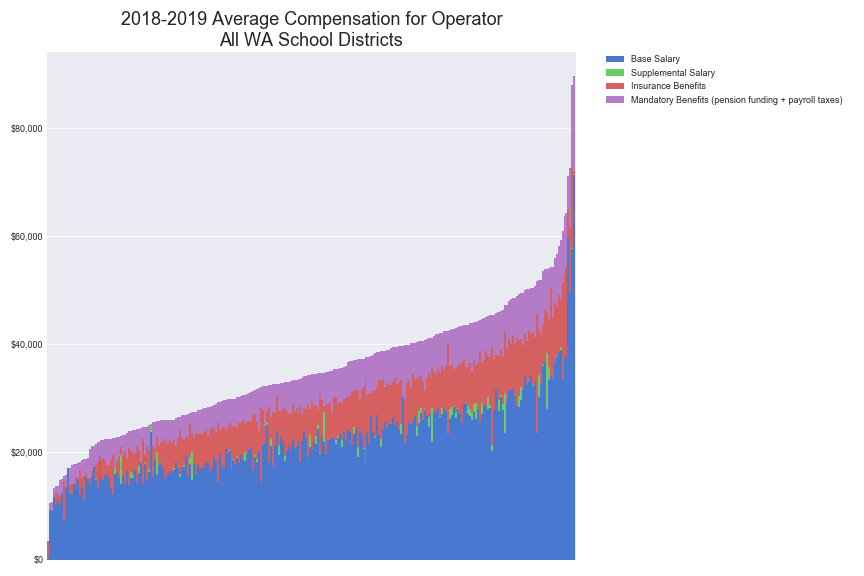 2018-2019 Average Compensation for Operator
All WA School Districts
Base Salary
Supplemental Salary
Insurance Benefits
Mandatory Benefits (pension funding + payroll taxes)
$80,000
$60,000
$40,000
$20,000
$0